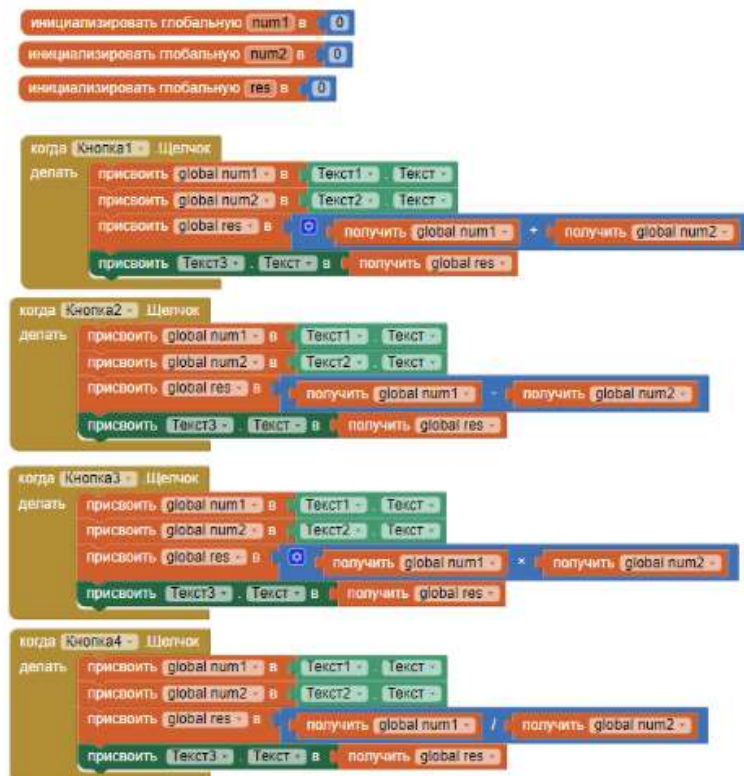 инициализировать глобальную num1 в 0
инициализировать глобальную num2 в 0
инициализировать глобальную res в 0
когда Кнопка1 .Щелчок
делать присвоить global num1 в Текст1 . Текст
присвоить global num2 в Текст2 . Текст
присвоить global res в получить global num1 + получить global num2
присвоить Текст3 . Текст в получить global res
когда Кнопка2 .Щелчок
делать присвоить global num1 в Текст1 . Текст
присвоить global num2 в Текст2 . Текст
присвоить global res в получить global num1 - получить global num2
присвоить Текст3 . Текст в получить global res
когда Кнопка3 .Щелчок
делать присвоить global num1 в Текст1 . Текст
присвоить global num2 в Текст2 . Текст
присвоить global res в получить global num1 × получить global num2
присвоить Текст3 . Текст в получить global res
когда Кнопка4 .Щелчок
делать присвоить global num1 в Текст1 . Текст
присвоить global num2 в Текст2 . Текст
присвоить global res в получить global num1 / получить global num2
присвоить Текст3 . Текст в получить global res